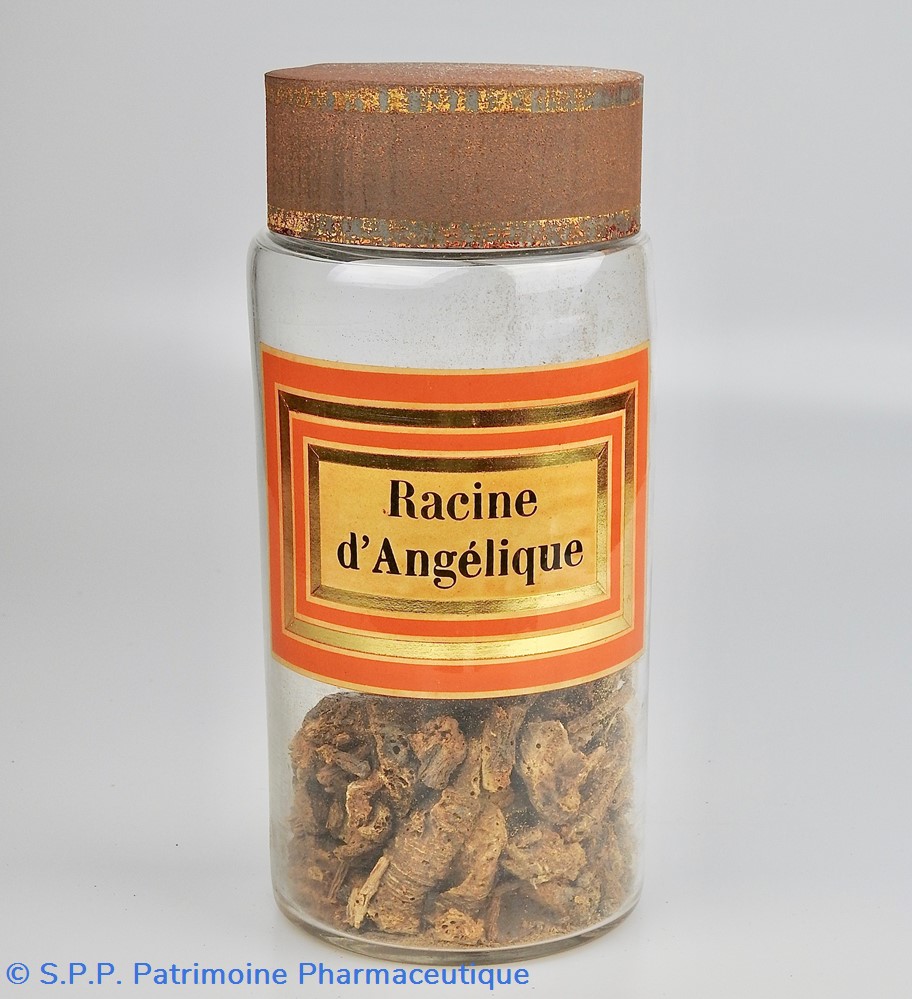 Racine
d'Angélique
© S.P.P. Patrimoine Pharmaceutique